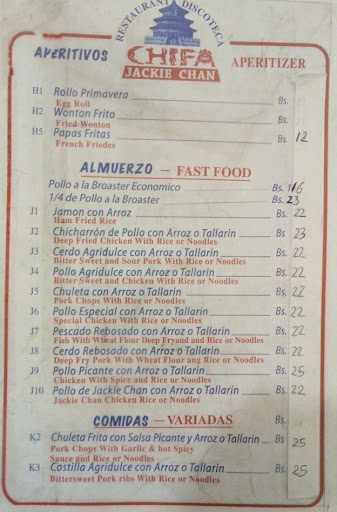 RESTAURANT DISCOTECA
CHIFA
JACKIE CHAN
APERITIVOS
APERITIZER
H1 Rollo Primavera Bs.
Egg Roll
H2 Wonton Frito Bs.
Fried Wonton
H5 Papas Fritas Bs. 12
French Friedes
ALMUERZO — FAST FOOD
Pollo a la Broaster Economico Bs. 16
1/4 de Pollo a la Broaster Bs. 23
J1 Jamon con Arroz Bs. 22
Ham Fried Rice
J2 Chicharrón de Pollo con Arroz o Tallarin Bs 23
Deep Fried Chicken With Rice or Noodles
J3 Cerdo Agridulce con Arroz o Tallarin Bs. 22
Bitter Sweet and Sour Pork With Rice or Noodles
J4 Pollo Agridulce con Arroz o Tallarin Bs. 22
Bitter Sweet and Chicken With Rice or Noodles
J5 Chuleta con Arroz o Tallarin Bs. 22
Pork Chops With Rice or Noodles
J6 Pollo Especial con Arroz o Tallarin Bs. 22
Special Chicken With Rice or Noodles
J7 Pescado Rebosado con Arroz o Tallarin Bs. 22
Fish With Wheat Flour Deep Fryand and Rice or Noodles
J8 Cerdo Rebosado con Arroz o Tallarin Bs. 22
Deep Fry Pork With Wheat Flour ang Rice or Noodles
J9 Pollo Picante con Arroz o Tallarin Bs. 25
Chicken With Spice and Rice or Noodles
J10 Pollo de Jackie Chan con Arroz o Tallarin Bs. 22
Jackie Chan Chicken Rice or Noodles
COMIDAS — VARIADAS Bs.
K2 Chuleta Frita con Salsa Picante y Arroz o Tallarin Bs. 25
Pork Chops With Garlic & hot Spicy
Sauce and Rice or Noodles
K3 Costilla Agridulce con Arroz o Tallarin Bs. 25
Bittersweet Pork ribs With Rice or Noodles